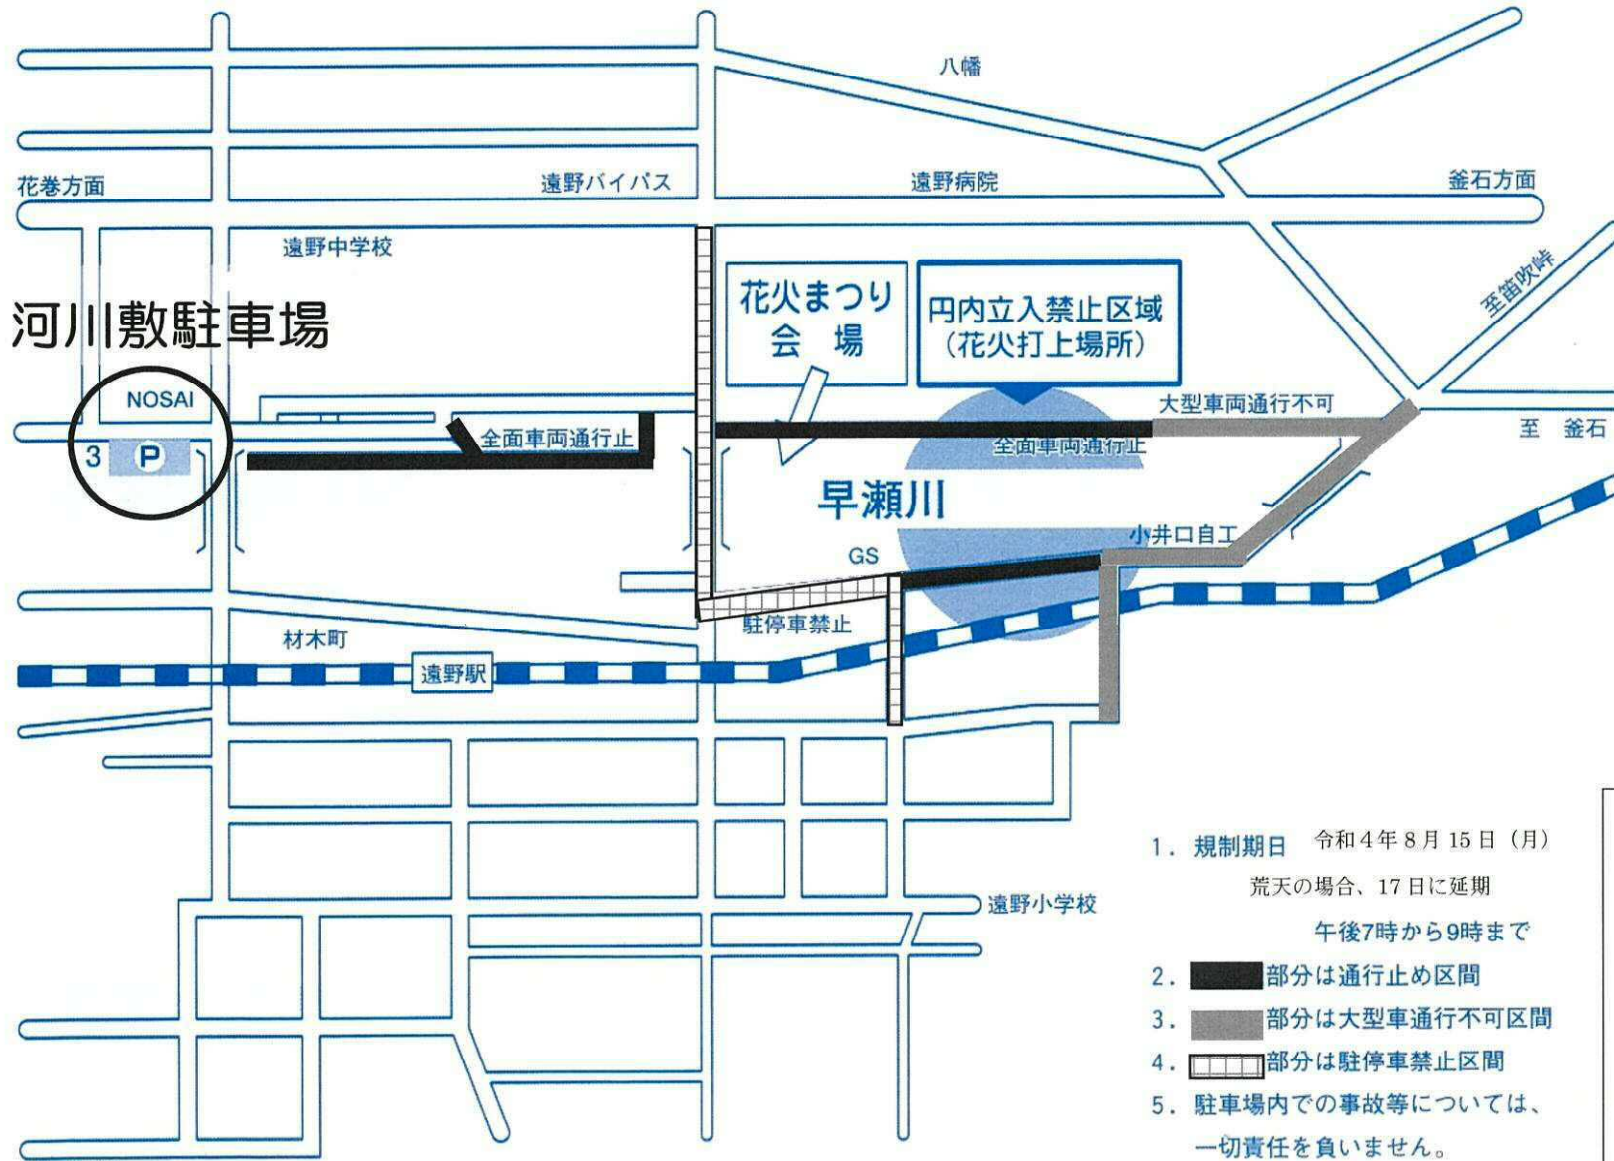 八幡
花巻方面
遠野バイパス
遠野病院
釜石方面
遠野中学校
至笛吹峠
河川敷駐車場
花火まつり
会 場
円内立入禁止区域
(花火打上場所)
NOSAI
大型車両通行不可
至 釜石
3 P
全面車両通行止
全面車両通行止
早瀬川
小井口自工
GS
駐停車禁止
材木町
遠野駅
遠野小学校
1. 規制期日 令和4年8月15日(月)
荒天の場合、17日に延期
午後7時から9時まで
2. 部分は通行止め区間
3. 部分は大型車通行不可区間
4. 部分は駐停車禁止区間
5. 駐車場内での事故等については、
一切責任を負いません。